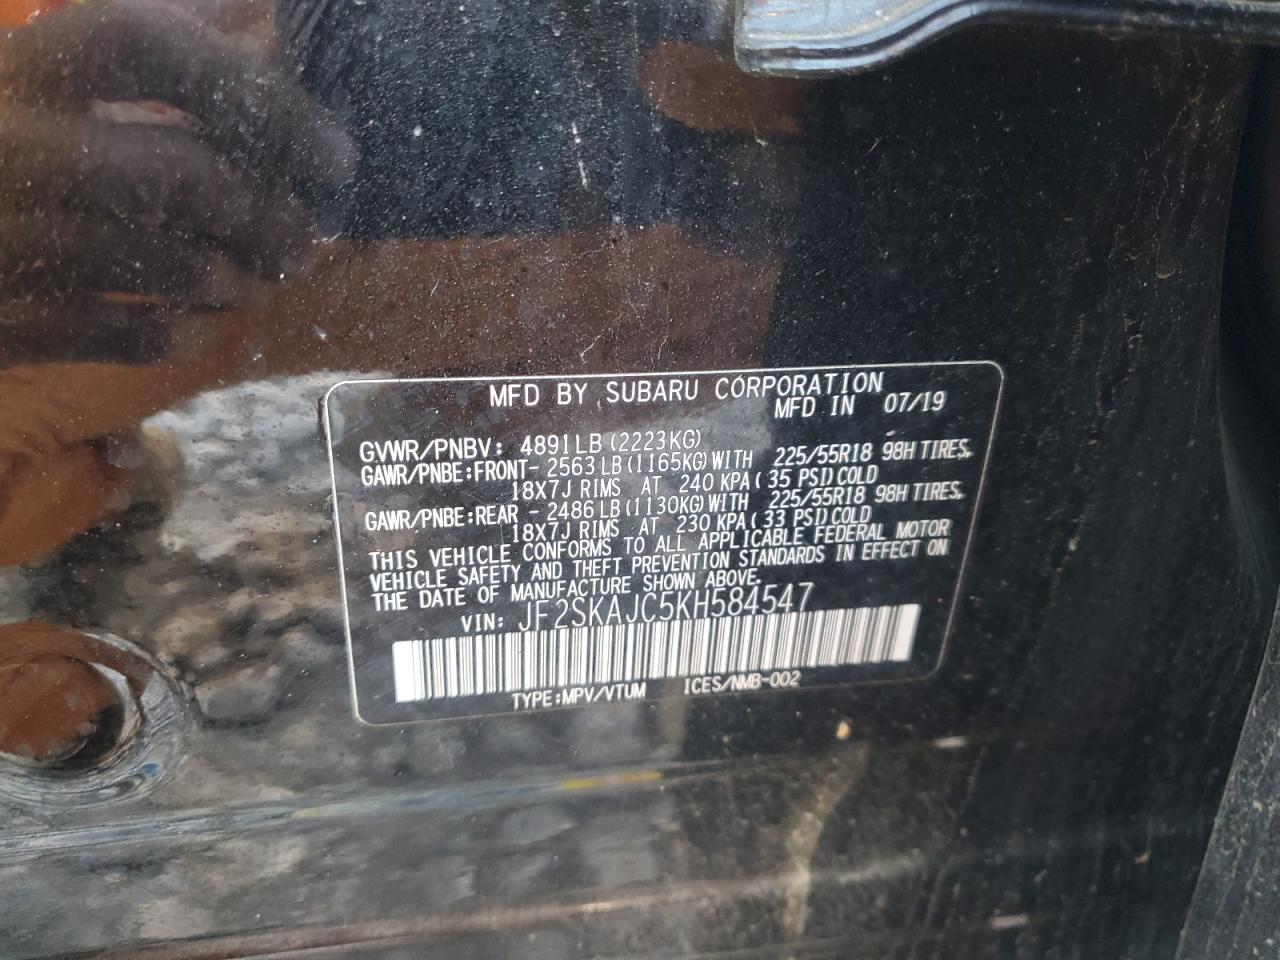 MFD BY SUBARU CORPORATION
MFD IN 07/19
GVWR/PNBV: 4891LB(2223KG)
GAWR/PNBE:FRONT- 2563LB(1165KG)WITH 225/55R18 98H TIRES,
18X7J RIMS AT 240 KPA(35 PSI)COLD
GAWR/PNBE:REAR - 2486LB(1130KG)WITH 225/55R18 98H TIRES,
18X7J RIMS AT 230 KPA(33 PSI)COLD
THIS VEHICLE CONFORMS TO ALL APPLICABLE FEDERAL MOTOR
VEHICLE SAFETY AND THEFT PREVENTION STANDARDS IN EFFECT ON
THE DATE OF MANUFACTURE SHOWN ABOVE.
VIN: JF2SKAJC5KH584547
TYPE:MPV/VTUM ICES/NMB-002